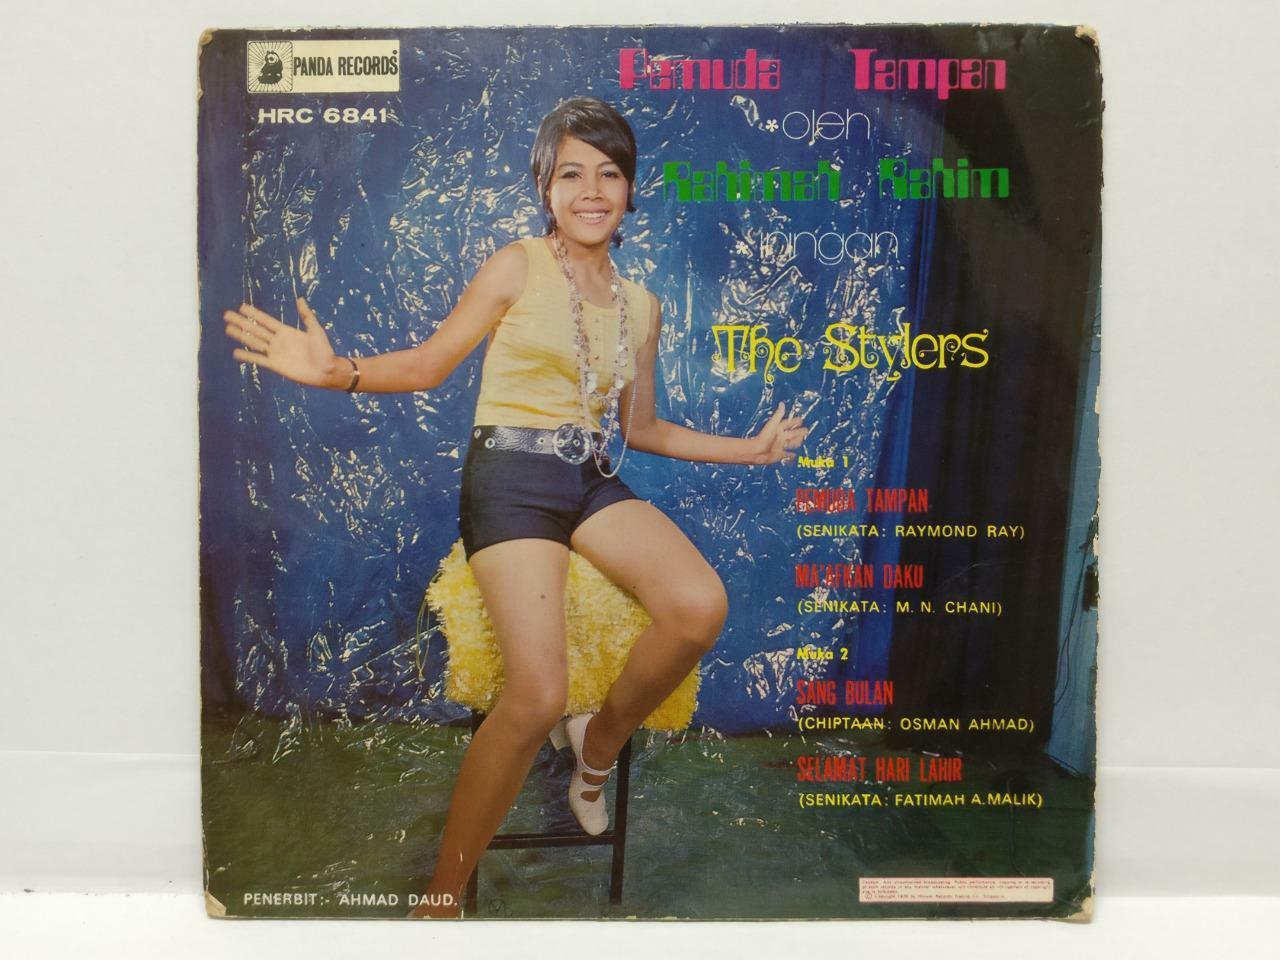 PANDA RECORDS
HRC 6841
Pemuda Tampan
*oleh
Rahimah Rahim
*iringan
The Stylers
Muka 1
PEMUDA TAMPAN
(SENIKATA: RAYMOND RAY)
MA'AFKAN DAKU
(SENIKATA: M. N. CHANI)
Muka 2
SANG BULAN
(CHIPTAAN: OSMAN AHMAD)
SELAMAT HARI LAHIR
(SENIKATA: FATIMAH A.MALIK)
PENERBIT:- AHMAD DAUD.